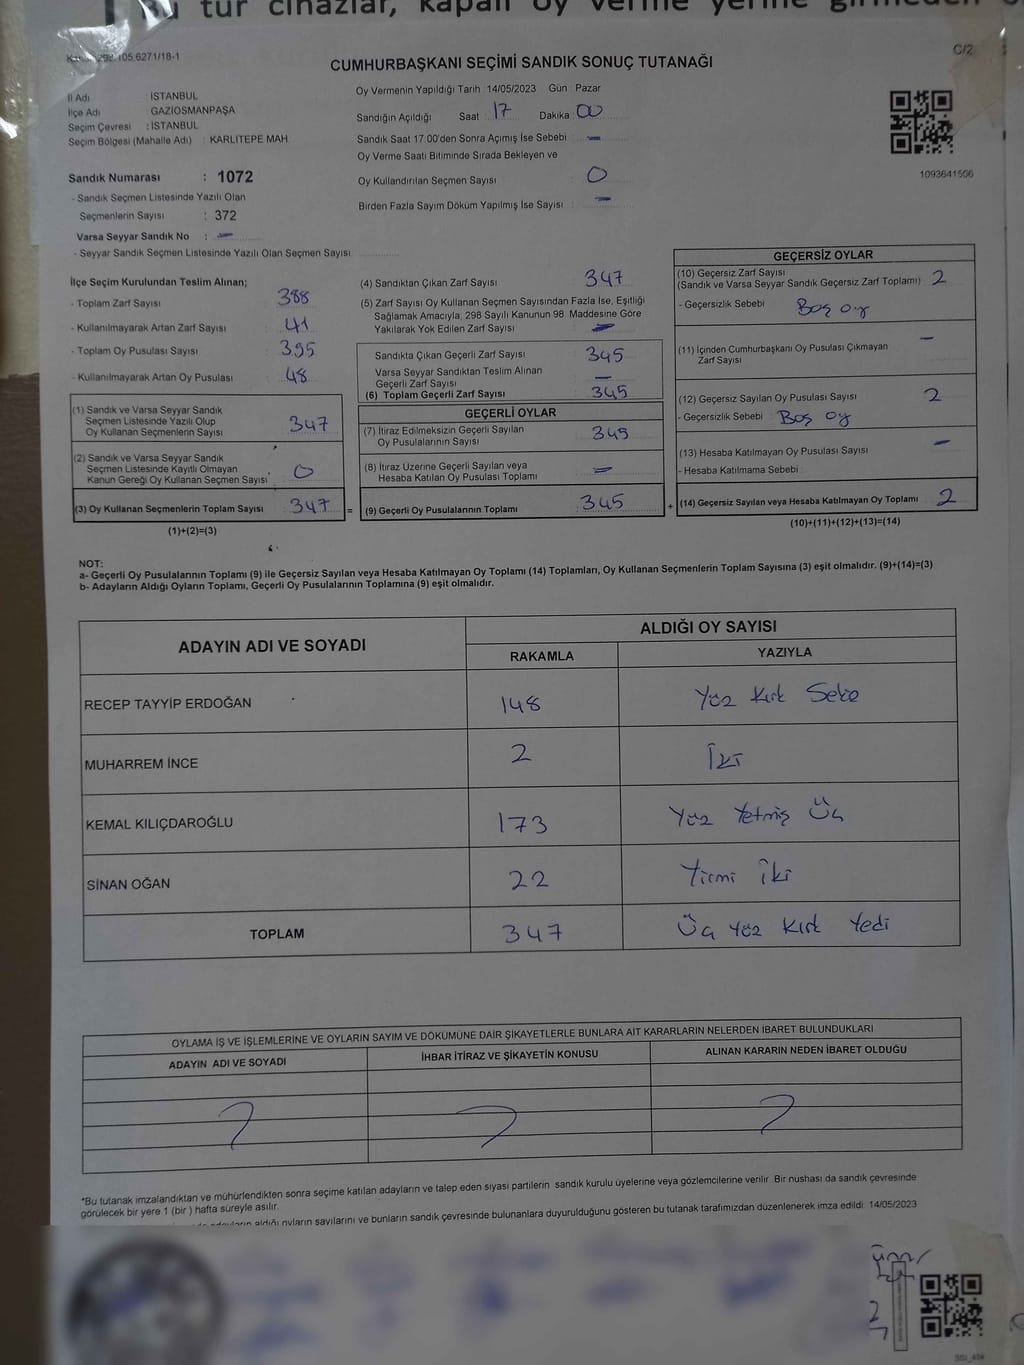 Bu tür cihazlar, kapalı oy verme yerine girmeden
105.6271/18-1
C/2
CUMHURBAŞKANI SEÇİMİ SANDIK SONUÇ TUTANAĞI
İl Adı : İSTANBUL
İlçe Adı : GAZİOSMANPAŞA
Seçim Çevresi : İSTANBUL
Seçim Bölgesi (Mahalle Adı) : KARLITEPE MAH
Sandık Numarası : 1072
- Sandık Seçmen Listesinde Yazılı Olan
Seçmenlerin Sayısı : 372
Varsa Seyyar Sandık No : -
- Seyyar Sandık Seçmen Listesinde Yazılı Olan Seçmen Sayısı
Oy Vermenin Yapıldığı Tarih 14/05/2023 Gün Pazar
Sandığın Açıldığı Saat 17 Dakika 00
Sandık Saat 17.00'den Sonra Açımış İse Sebebi -
Oy Verme Saati Bitiminde Sırada Bekleyen ve
Oy Kullandırılan Seçmen Sayısı 0
Birden Fazla Sayım Döküm Yapılmış İse Sayısı : -
1093641506
İlçe Seçim Kurulundan Teslim Alınan;
- Toplam Zarf Sayısı : 388
- Kullanılmayarak Artan Zarf Sayısı : 41
- Toplam Oy Pusulası Sayısı : 395
- Kullanılmayarak Artan Oy Pusulası : 48
(1) Sandık ve Varsa Seyyar Sandık
Seçmen Listesinde Yazılı Olup
Oy Kullanan Seçmenlerin Sayısı 347
(2) Sandık ve Varsa Seyyar Sandık
Seçmen Listesinde Kayıtlı Olmayan
Kanun Gereği Oy Kullanan Seçmen Sayısı 0
(3) Oy Kullanan Seçmenlerin Toplam Sayısı 347 =
(1)+(2)=(3)
(4) Sandıktan Çıkan Zarf Sayısı 347
(5) Zarf Sayısı Oy Kullanan Seçmen Sayısından Fazla İse, Eşitliği
Sağlamak Amacıyla, 298 Sayılı Kanunun 98. Maddesine Göre
Yakılarak Yok Edilen Zarf Sayısı -
Sandıkta Çıkan Geçerli Zarf Sayısı 345
Varsa Seyyar Sandıktan Teslim Alınan
Geçerli Zarf Sayısı -
(6) Toplam Geçerli Zarf Sayısı 345
GEÇERLİ OYLAR
(7) İtiraz Edilmeksizin Geçerli Sayılan
Oy Pusulalarının Sayısı 345
(8) İtiraz Üzerine Geçerli Sayılan veya
Hesaba Katılan Oy Pusulası Toplamı -
(9) Geçerli Oy Pusulalarının Toplamı 345 +
GEÇERSİZ OYLAR
(10) Geçersiz Zarf Sayısı
(Sandık ve Varsa Seyyar Sandık Geçersiz Zarf Toplamı) : 2
- Geçersizlik Sebebi Boş oy
(11) İçinden Cumhurbaşkanı Oy Pusulası Çıkmayan
Zarf Sayısı -
(12) Geçersiz Sayılan Oy Pusulası Sayısı 2
- Geçersizlik Sebebi Boş oy
(13) Hesaba Katılmayan Oy Pusulası Sayısı -
- Hesaba Katılmama Sebebi
(14) Geçersiz Sayılan veya Hesaba Katılmayan Oy Toplamı 2
(10)+(11)+(12)+(13)=(14)
NOT:
a- Geçerli Oy Pusulalarının Toplamı (9) ile Geçersiz Sayılan veya Hesaba Katılmayan Oy Toplamı (14) Toplamları, Oy Kullanan Seçmenlerin Toplam Sayısına (3) eşit olmalıdır. (9)+(14)=(3)
b- Adayların Aldığı Oyların Toplamı, Geçerli Oy Pusulalarının Toplamına (9) eşit olmalıdır.
ADAYIN ADI VE SOYADI
ALDIĞI OY SAYISI
RAKAMLA YAZIYLA
RECEP TAYYİP ERDOĞAN 148 Yüz Kırk Sekiz
MUHARREM İNCE 2 İki
KEMAL KILIÇDAROĞLU 173 Yüz Yetmiş Üç
SİNAN OĞAN 22 Yirmi İki
TOPLAM 347 Üç Yüz Kırk Yedi
OYLAMA İŞ VE İŞLEMLERİNE VE OYLARIN SAYIM VE DÖKÜMÜNE DAİR ŞİKAYETLERLE BUNLARA AİT KARARLARIN NELERDEN İBARET BULUNDUKLARI
ADAYIN ADI VE SOYADI İHBAR İTİRAZ VE ŞİKAYETİN KONUSU ALINAN KARARIN NEDEN İBARET OLDUĞU
*Bu tutanak imzalandıktan ve mühürlendikten sonra seçime katılan adayların ve talep eden siyasi partilerin sandık kurulu üyelerine veya gözlemcilerine verilir. Bir nushası da sandık çevresinde
görülecek bir yere 1 (bir ) hafta süreyle asılır.
adayların aldığı oyların sayılarını ve bunların sandık çevresinde bulunanlara duyurulduğunu gösteren bu tutanak tarafımızdan düzenlenerek imza edildi. 14/05/2023